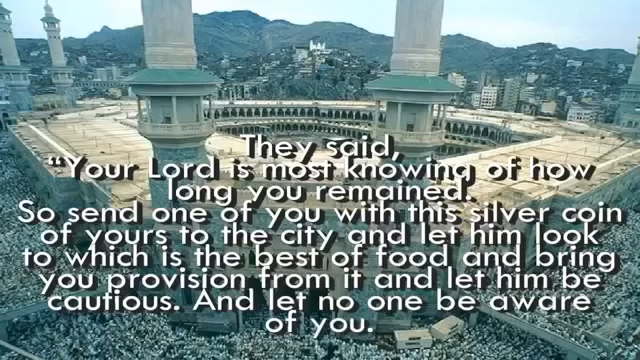 They said,
“Your Lord is most knowing of how
long you remained.
So send one of you with this silver coin
of yours to the city and let him look
to which is the best of food and bring
you provision from it and let him be
cautious. And let no one be aware
of you.